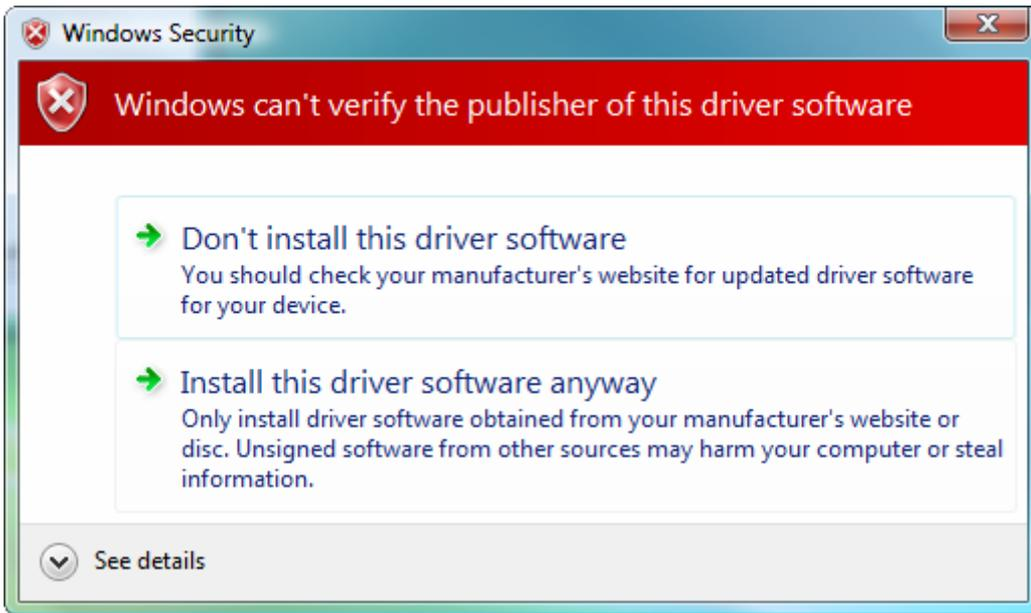 Windows Security
Windows can't verify the publisher of this driver software
Don't install this driver software
You should check your manufacturer's website for updated driver software
for your device.
Install this driver software anyway
Only install driver software obtained from your manufacturer's website or
disc. Unsigned software from other sources may harm your computer or steal
information.
See details